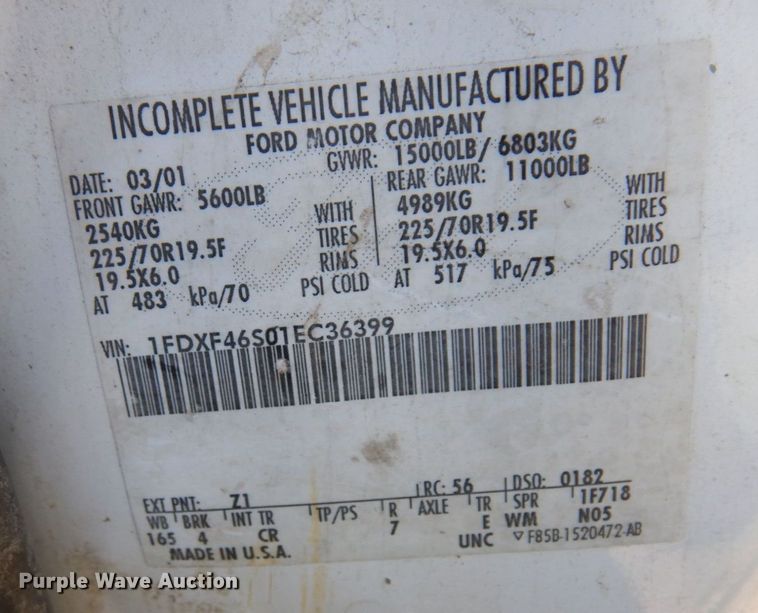 INCOMPLETE VEHICLE MANUFACTURED BY
FORD MOTOR COMPANY
DATE: 03/01 GVWR: 15000LB/ 6803KG
FRONT GAWR: 5600LB
2540KG WITH
225/70R19.5F TIRES
19.5X6.0 RIMS
AT 483 kPa/70 PSI COLD
REAR GAWR: 11000LB
4989KG WITH
225/70R19.5F TIRES
19.5X6.0 RIMS
AT 517 kPa/75 PSI COLD
VIN: 1FDXF46S01EC36399
EXT PNT: Z1 RC: 56 DSO: 0182
WB BRK INT TR TP/PS R AXLE TR SPR 1F718
165 4 CR 7 E WM N05
MADE IN U.S.A. UNC ▽F85B-1520472-AB
Purple Wave Auction